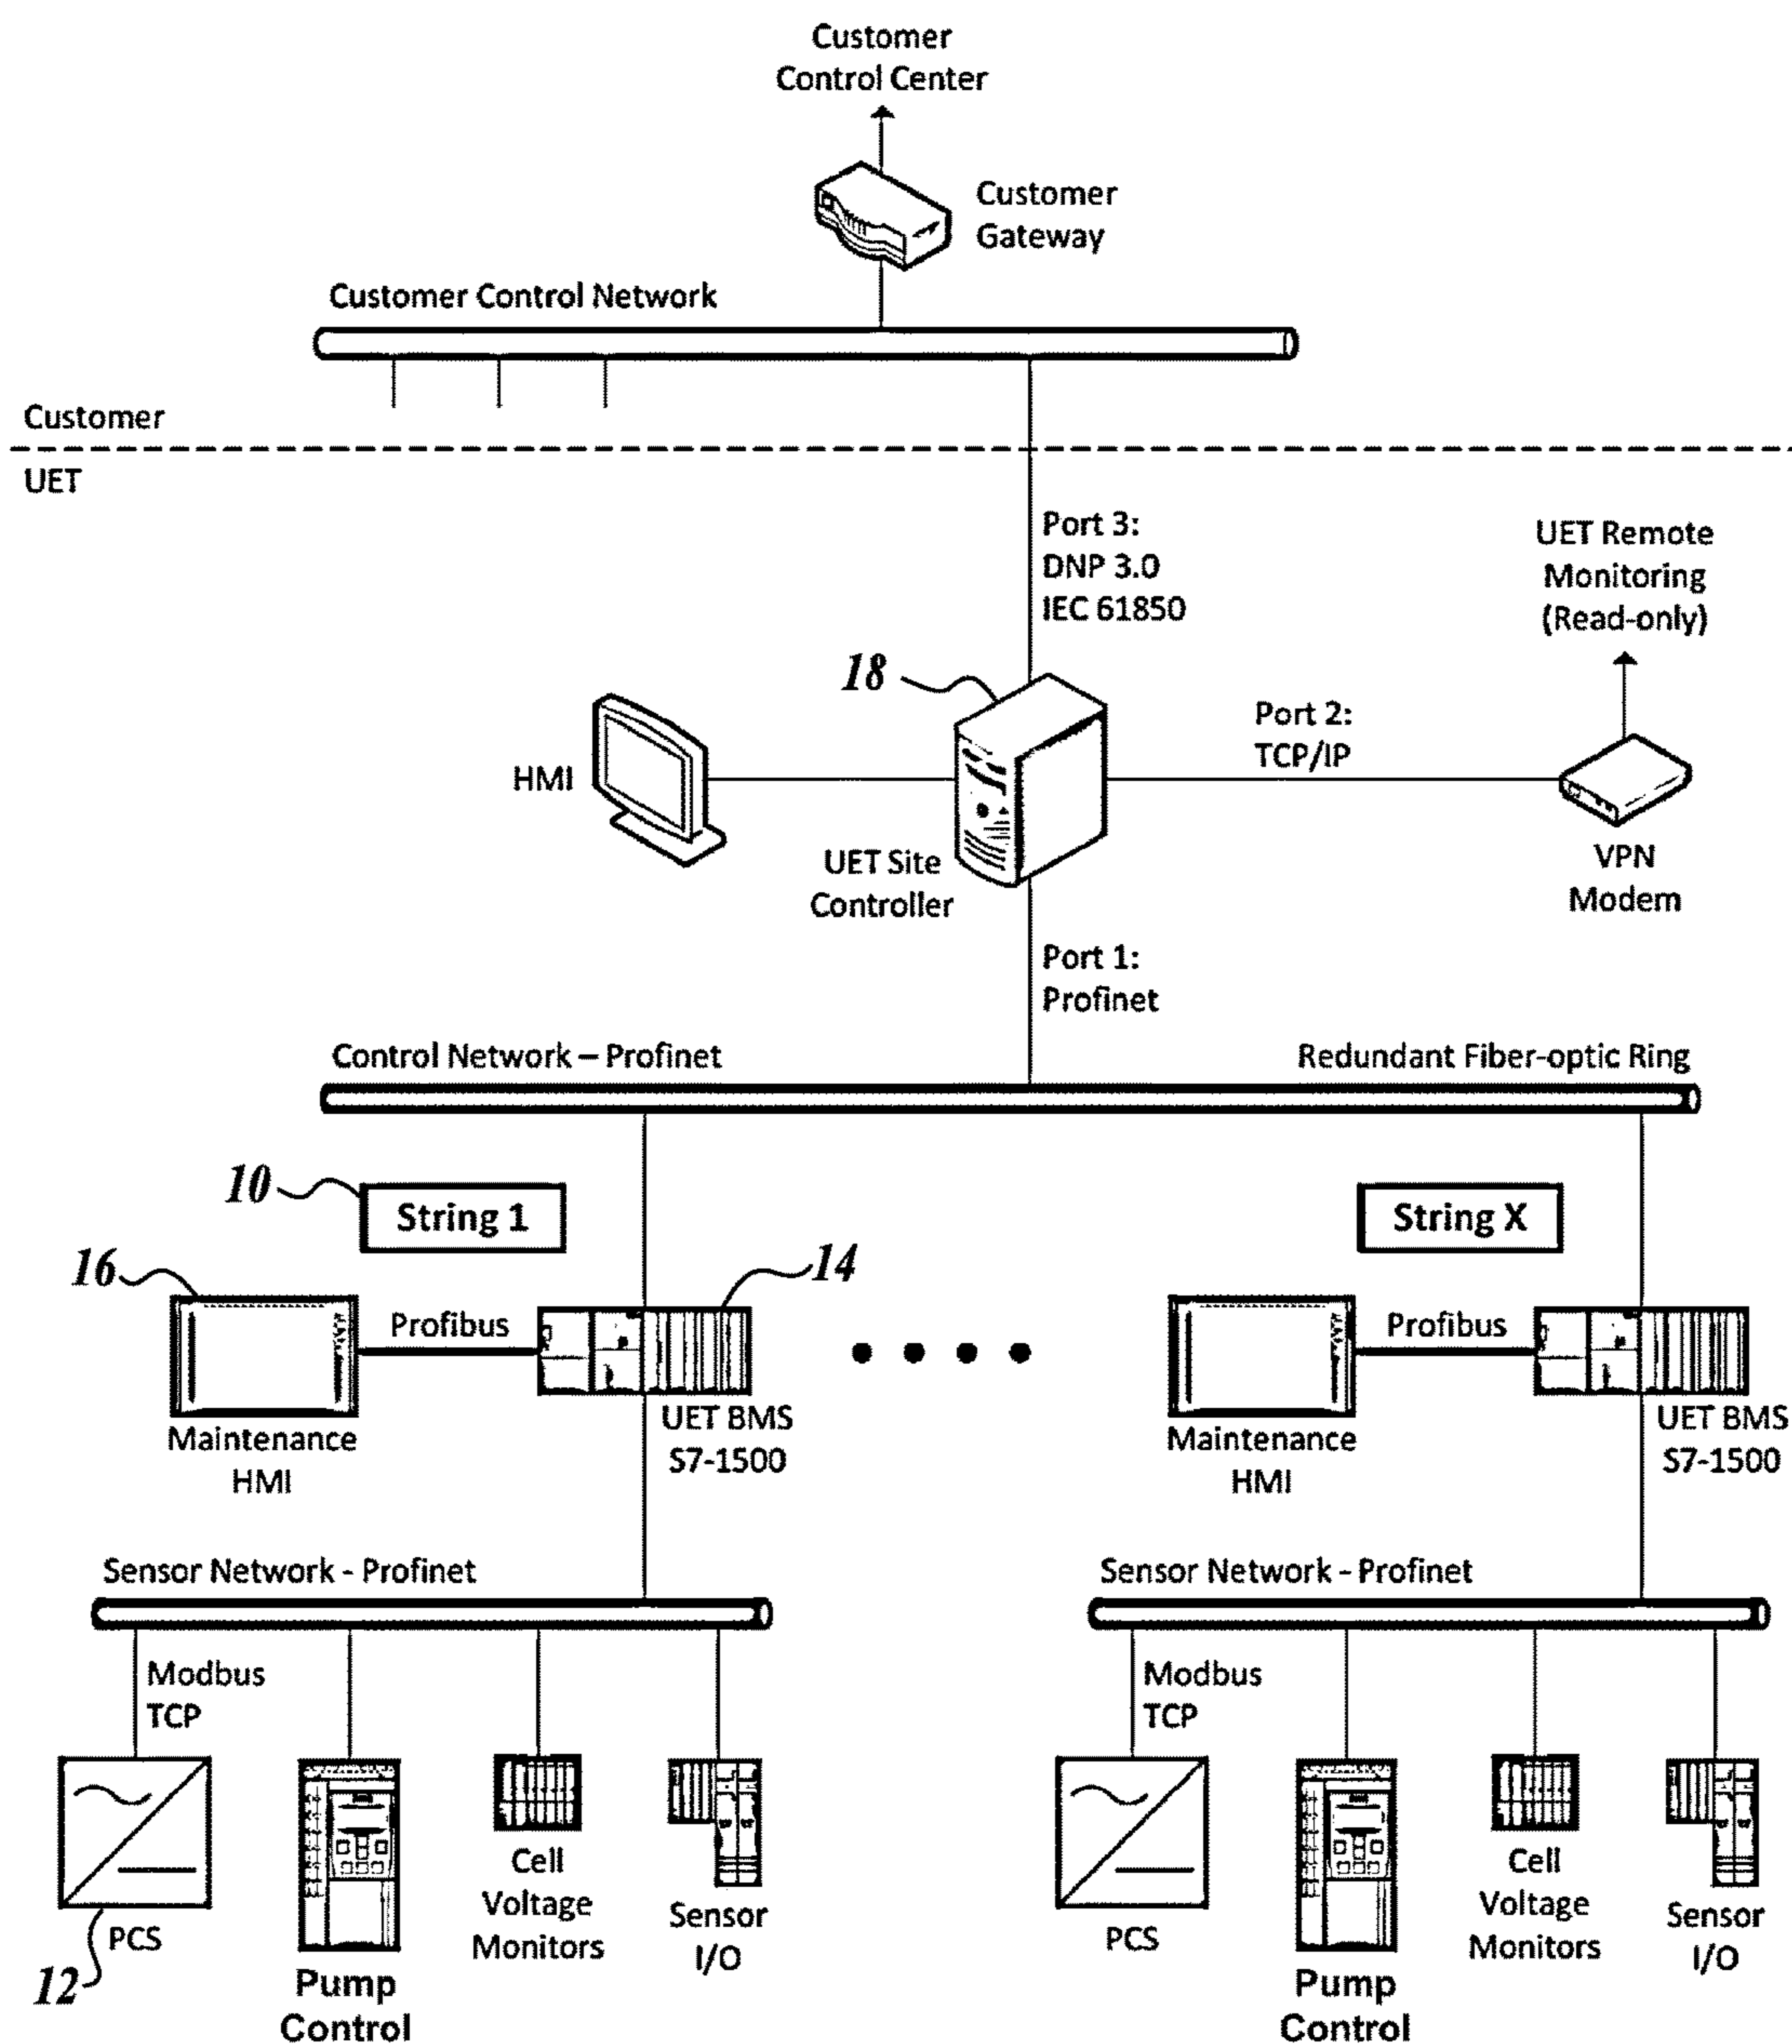 Customer
Control Center
Customer
Gateway
Customer Control Network
Customer
UET
Port 3:
DNP 3.0
IEC 61850
UET Remote
Monitoring
(Read-only)
18
Port 2:
TCP/IP
HMI
UET Site
Controller
VPN
Modem
Port 1:
Profinet
Control Network – Profinet
Redundant Fiber-optic Ring
10
String 1
String X
16
14
Profibus
Profibus
Maintenance
HMI
UET BMS
S7-1500
Maintenance
HMI
UET BMS
S7-1500
Sensor Network - Profinet
Sensor Network - Profinet
Modbus
TCP
Modbus
TCP
PCS
12
Pump
Control
Cell
Voltage
Monitors
Sensor
I/O
PCS
Pump
Control
Cell
Voltage
Monitors
Sensor
I/O